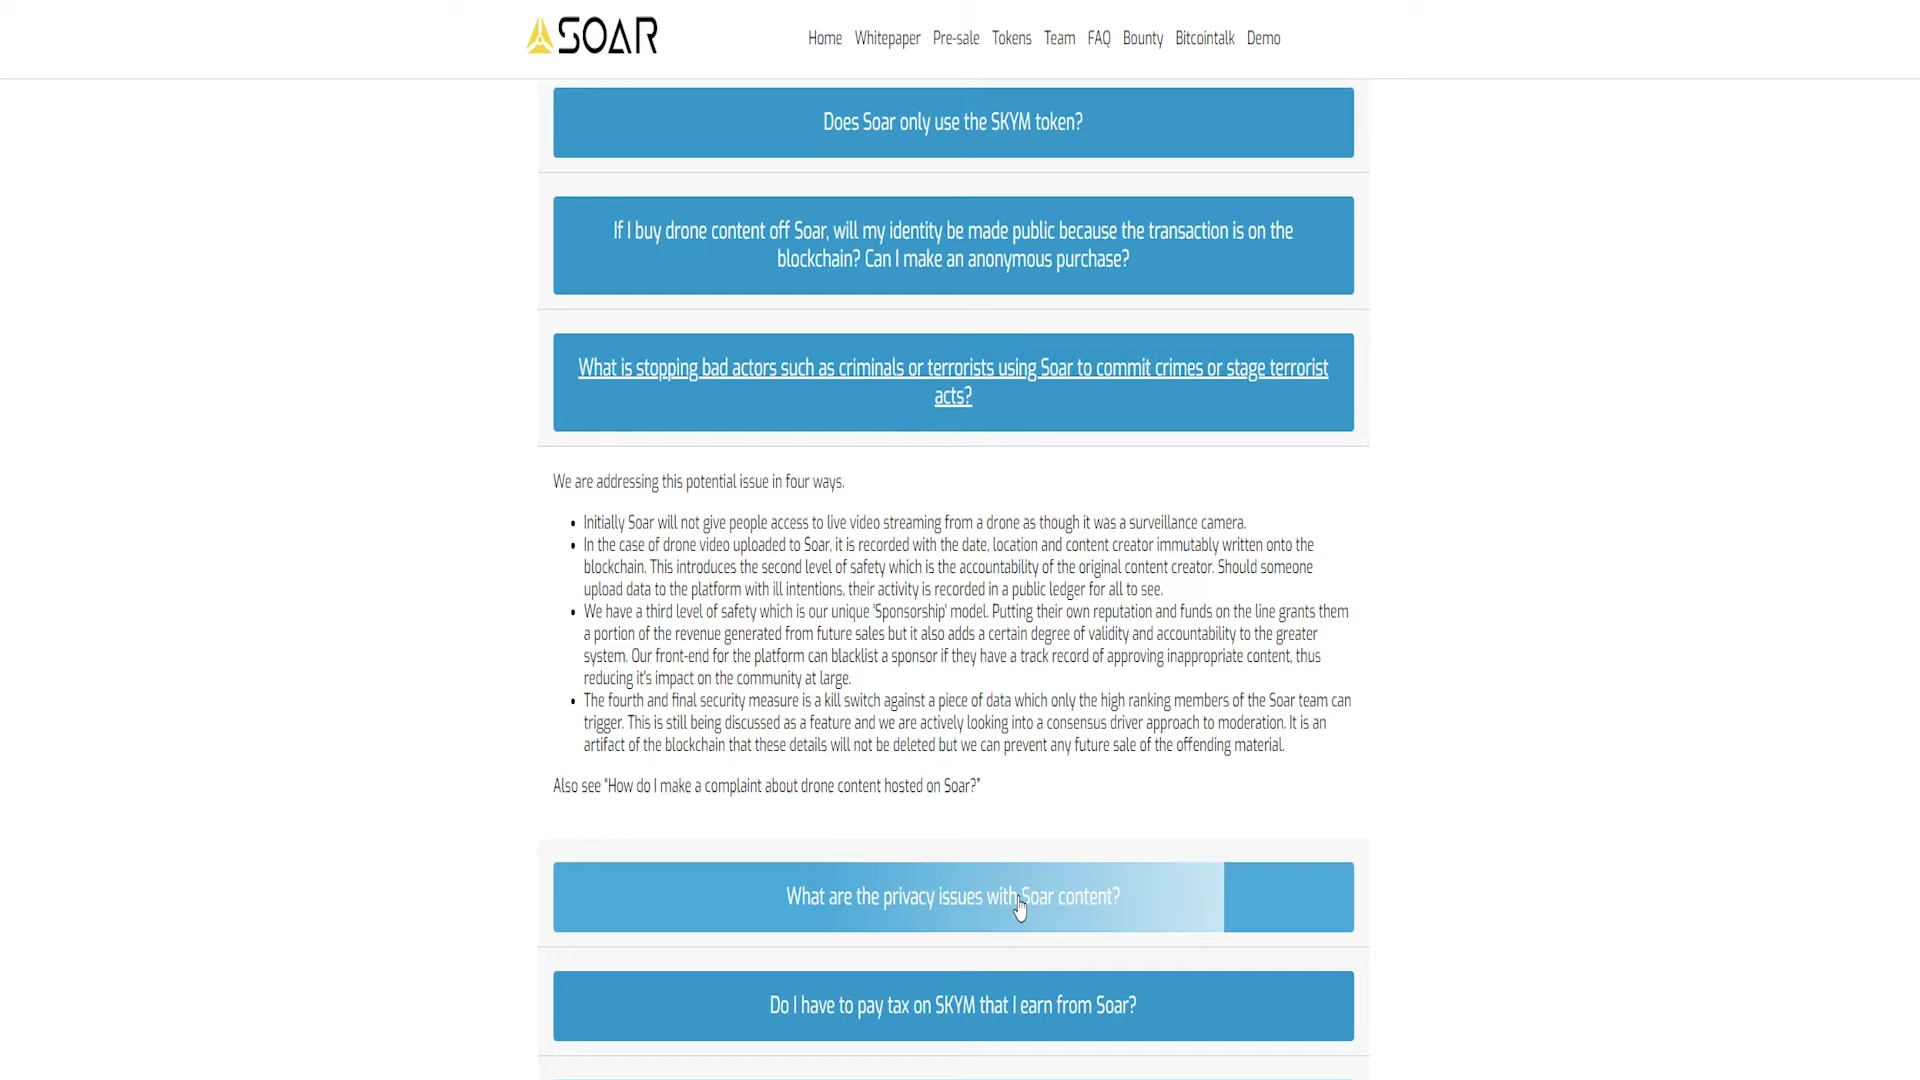 SOAR
Home Whitepaper Pre-sale Tokens Team FAQ Bounty Bitcointalk Demo
Does Soar only use the SKYM token?
If I buy drone content off Soar, will my identity be made public because the transaction is on the
blockchain? Can I make an anonymous purchase?
What is stopping bad actors such as criminals or terrorists using Soar to commit crimes or stage terrorist
acts?
We are addressing this potential issue in four ways.
• Initially Soar will not give people access to live video streaming from a drone as though it was a surveillance camera.
• In the case of drone video uploaded to Soar, it is recorded with the date, location and content creator immutably written onto the
blockchain. This introduces the second level of safety which is the accountability of the original content creator. Should someone
upload data to the platform with ill intentions, their activity is recorded in a public ledger for all to see.
• We have a third level of safety which is our unique 'Sponsorship' model. Putting their own reputation and funds on the line grants them
a portion of the revenue generated from future sales but it also adds a certain degree of validity and accountability to the greater
system. Our front-end for the platform can blacklist a sponsor if they have a track record of approving inappropriate content, thus
reducing it's impact on the community at large.
• The fourth and final security measure is a kill switch against a piece of data which only the high ranking members of the Soar team can
trigger. This is still being discussed as a feature and we are actively looking into a consensus driver approach to moderation. It is an
artifact of the blockchain that these details will not be deleted but we can prevent any future sale of the offending material.
Also see "How do I make a complaint about drone content hosted on Soar?"
What are the privacy issues with Soar content?
Do I have to pay tax on SKYM that I earn from Soar?